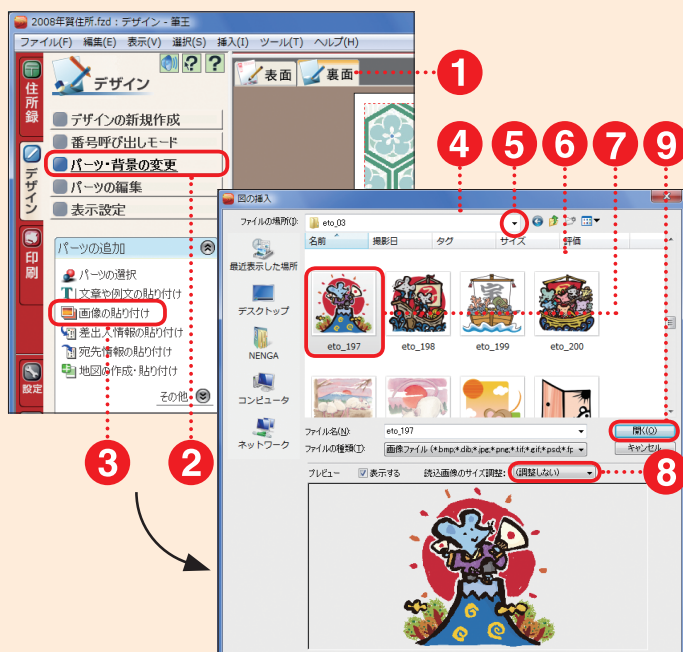 2008年賀住所.fzd : デザイン - 筆王
ファイル(F) 編集(E) 表示(V) 選択(S) 挿入(I) ツール(T) ヘルプ(H)
住所録
デザイン
印刷
設定
デザイン
デザインの新規作成
番号呼び出しモード
パーツ・背景の変更
パーツの編集
表示設定
パーツの追加
パーツの選択
文章や例文の貼り付け
画像の貼り付け
差出人情報の貼り付け
宛先情報の貼り付け
地図の作成・貼り付け
その他
表面 裏面
1
2
3
4 5 6 7 9
図の挿入
ファイルの場所(I): eto_03
名前 撮影日 タグ サイズ 評価
最近表示した場所
デスクトップ
NENGA
コンピュータ
ネットワーク
eto_197 eto_198 eto_199 eto_200
宝
ファイル名(N): eto_197 開く(O)
ファイルの種類(T): 画像ファイル (*.bmp;*.dib;*.jpe;*.png;*.tif;*.gif;*.psd;*.fp キャンセル
プレビュー 表示する 読込画像のサイズ調整: (調整しない)
8